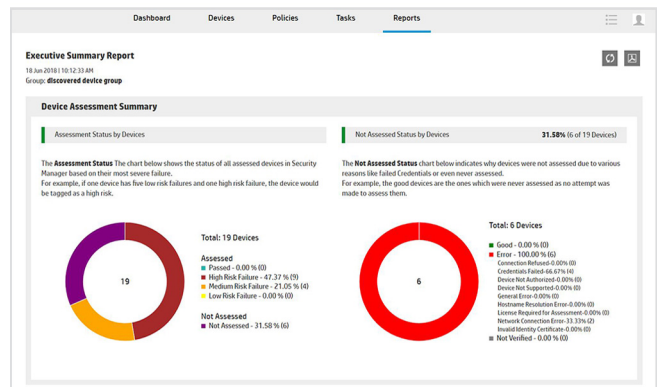 Dashboard Devices Policies Tasks Reports
Executive Summary Report
18 Jun 2018 | 10:12:33 AM
Group: discovered device group
Device Assessment Summary
Assessment Status by Devices
The Assessment Status The chart below shows the status of all assessed devices in Security
Manager based on their most severe failure.
For example, if one device has five low risk failures and one high risk failure, the device would
be tagged as a high risk.
19
Total: 19 Devices
Assessed
Passed - 0.00 % (0)
High Risk Failure - 47.37 % (9)
Medium Risk Failure - 21.05 % (4)
Low Risk Failure - 0.00 % (0)
Not Assessed
Not Assessed - 31.58 % (6)
Not Assessed Status by Devices 31.58% (6 of 19 Devices)
The Not Assessed Status chart below indicates why devices were not assessed due to various
reasons like failed Credentials or even never assessed.
For example, the good devices are the ones which were never assessed as no attempt was
made to assess them.
6
Total: 6 Devices
Good - 0.00 % (0)
Error - 100.00 % (6)
Connection Refused-0.00% (0)
Credentials Failed-66.67% (4)
Device Not Authorized-0.00% (0)
Device Not Supported-0.00% (0)
General Error-0.00% (0)
Hostname Resolution Error-0.00% (0)
License Required for Assessment-0.00% (0)
Network Connection Error-33.33% (2)
Invalid Identity Certificate-0.00% (0)
Not Verified - 0.00 % (0)